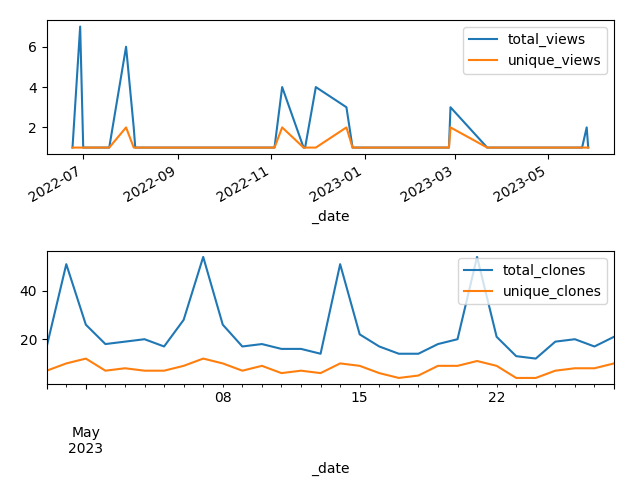 total_views
unique_views
6
4
2
2022-07
2022-09
2022-11
2023-01
2023-03
2023-05
_date
total_clones
unique_clones
40
20
08
15
22
May
2023
_date